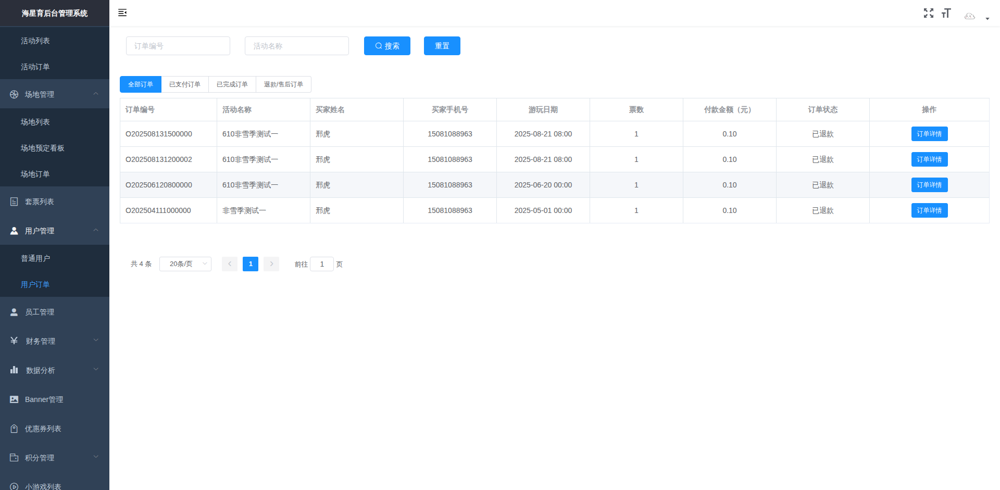 海星育后台管理系统
活动列表
活动订单
场地管理
场地列表
场地预定看板
场地订单
套票列表
用户管理
普通用户
用户订单
员工管理
财务管理
数据分析
Banner管理
优惠券列表
积分管理
小游戏列表
订单编号 活动名称 搜索 重置
全部订单 已支付订单 已完成订单 退款/售后订单
订单编号 活动名称 买家姓名 买家手机号 游玩日期 票数 付款金额（元） 订单状态 操作
O202508131500000 610非雪季测试一 邢虎 15081088963 2025-08-21 08:00 1 0.10 已退款 订单详情
O202508131200002 610非雪季测试一 邢虎 15081088963 2025-08-21 08:00 1 0.10 已退款 订单详情
O202506120800000 610非雪季测试一 邢虎 15081088963 2025-06-20 00:00 1 0.10 已退款 订单详情
O202504111000000 非雪季测试一 邢虎 15081088963 2025-05-01 00:00 1 0.10 已退款 订单详情
共 4 条 20条/页 1 前往 1 页